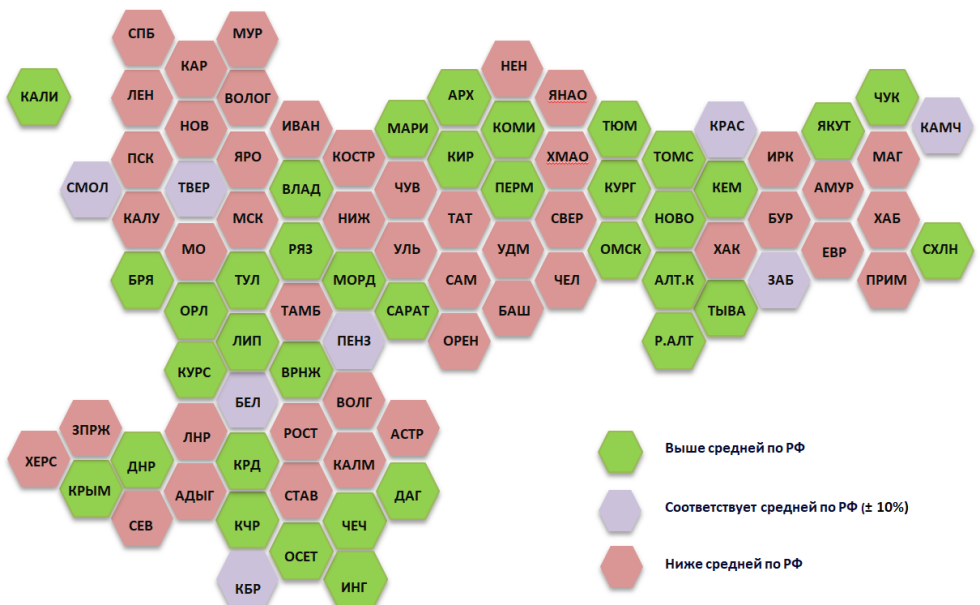 СПБ
МУР
КАР
НЕН
КАЛИ
ЛЕН
ВОЛОГ
АРХ
ЯНАО
ЧУК
НОВ
ИВАН
МАРИ
КОМИ
ТЮМ
КРАС
ЯКУТ
КАМЧ
ПСК
ЯРО
КОСТР
КИР
ХМАО
ТОМС
ИРК
МАГ
СМОЛ
ТВЕР
ВЛАД
ЧУВ
ПЕРМ
КУРГ
КЕМ
АМУР
КАЛУ
МСК
НИЖ
ТАТ
СВЕР
НОВО
БУР
ХАБ
МО
РЯЗ
УЛЬ
УДМ
ОМСК
ХАК
ЕВР
СХЛН
БРЯ
ТУЛ
МОРД
САМ
ЧЕЛ
АЛТ.К
ЗАБ
ПРИМ
ОРЛ
ТАМБ
САРАТ
БАШ
ТЫВА
ЛИП
ПЕНЗ
ОРЕН
Р.АЛТ
КУРС
ВРНЖ
БЕЛ
ВОЛГ
ЗПРЖ
ЛНР
РОСТ
АСТР
Выше средней по РФ
ХЕРС
ДНР
КРД
КАЛМ
КРЫМ
АДЫГ
СТАВ
ДАГ
Соответствует средней по РФ (± 10%)
СЕВ
КЧР
ЧЕЧ
ОСЕТ
Ниже средней по РФ
КБР
ИНГ